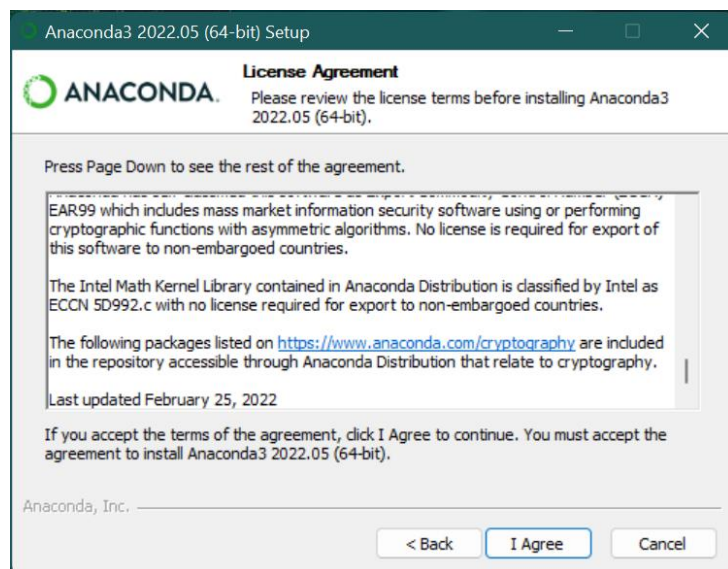 Anaconda3 2022.05 (64-bit) Setup
ANACONDA.
License Agreement
Please review the license terms before installing Anaconda3
2022.05 (64-bit).
Press Page Down to see the rest of the agreement.
EAR99 which includes mass market information security software using or performing
cryptographic functions with asymmetric algorithms. No license is required for export of
this software to non-embargoed countries.
The Intel Math Kernel Library contained in Anaconda Distribution is classified by Intel as
ECCN 5D992.c with no license required for export to non-embargoed countries.
The following packages listed on https://www.anaconda.com/cryptography are included
in the repository accessible through Anaconda Distribution that relate to cryptography.
Last updated February 25, 2022
If you accept the terms of the agreement, click I Agree to continue. You must accept the
agreement to install Anaconda3 2022.05 (64-bit).
Anaconda, Inc.
< Back
I Agree
Cancel